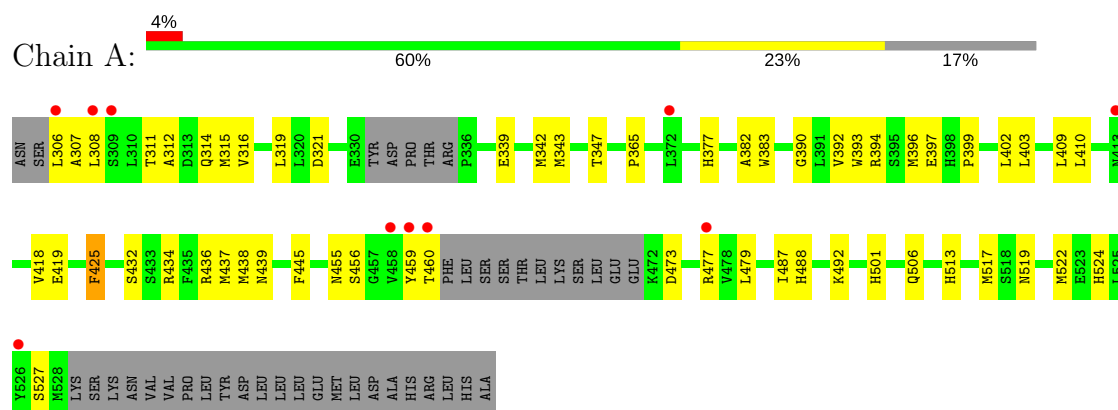 4%
Chain A:
60% 23% 17%
ASN SER L306 A307 L308 S309 L310 T311 A312 D313 Q314 M315 V316 L319 L320 D321 E330 TYR ASP PRO THR ARG P336 E339 M342 M343 T347 P365 L372 H377 A382 W383 G390 L391 V392 W393 R394 S395 M396 E397 H398 P399 L402 L403 L409 L410 N413
V418 E419 F425 S432 S433 R434 F435 R436 M437 M438 N439 F445 N455 S456 G457 V458 Y459 T460 PHE LEU SER SER THR LEU LYS SER LEU GLU GLU K472 D473 R477 V478 L479 I487 H488 K492 H501 Q506 H513 M517 S518 N519 M522 E523 H524 L525
Y526 S527 M528 LYS SER LYS ASN VAL VAL PRO LEU TYR ASP LEU LEU LEU GLU MET LEU ASP ALA HIS ARG LEU HIS ALA